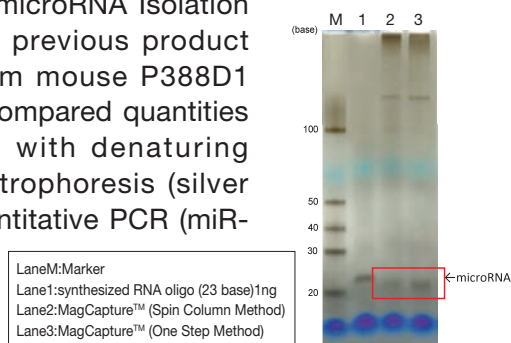 microRNA Isolation
previous product
m mouse P388D1
ompared quantities
with denaturing
trophoresis (silver
ntitative PCR (miR-
LaneM:Marker
Lane1:synthesized RNA oligo (23 base)1ng
Lane2:MagCapture™ (Spin Column Method)
Lane3:MagCapture™ (One Step Method)
(base) M 1 2 3
100
50
40
30
20
←microRNA